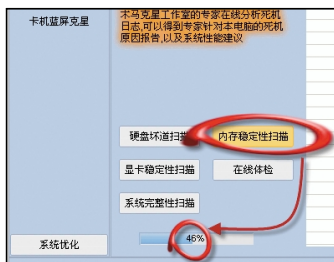 卡机蓝屏克星
木马克星工作室的专家在线分析死机
日志,可以得到专家针对本电脑的死机
原因报告,以及系统性能建议
硬盘坏道扫描
内存稳定性扫描
显卡稳定性扫描
在线体检
系统完整性扫描
46%
系统优化